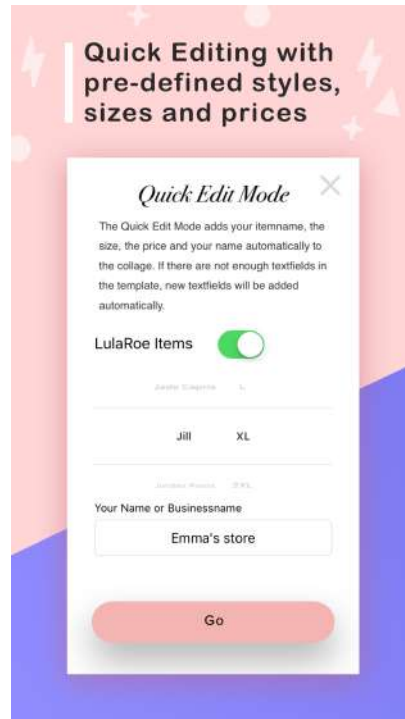 Quick Editing with
pre-defined styles,
sizes and prices
Quick Edit Mode
The Quick Edit Mode adds your itemname, the
size, the price and your name automatically to
the collage. If there are not enough textfields in
the template, new textfields will be added
automatically.
LulaRoe Items
L
Jill XL
2XL
Your Name or Businessname
Emma's store
Go